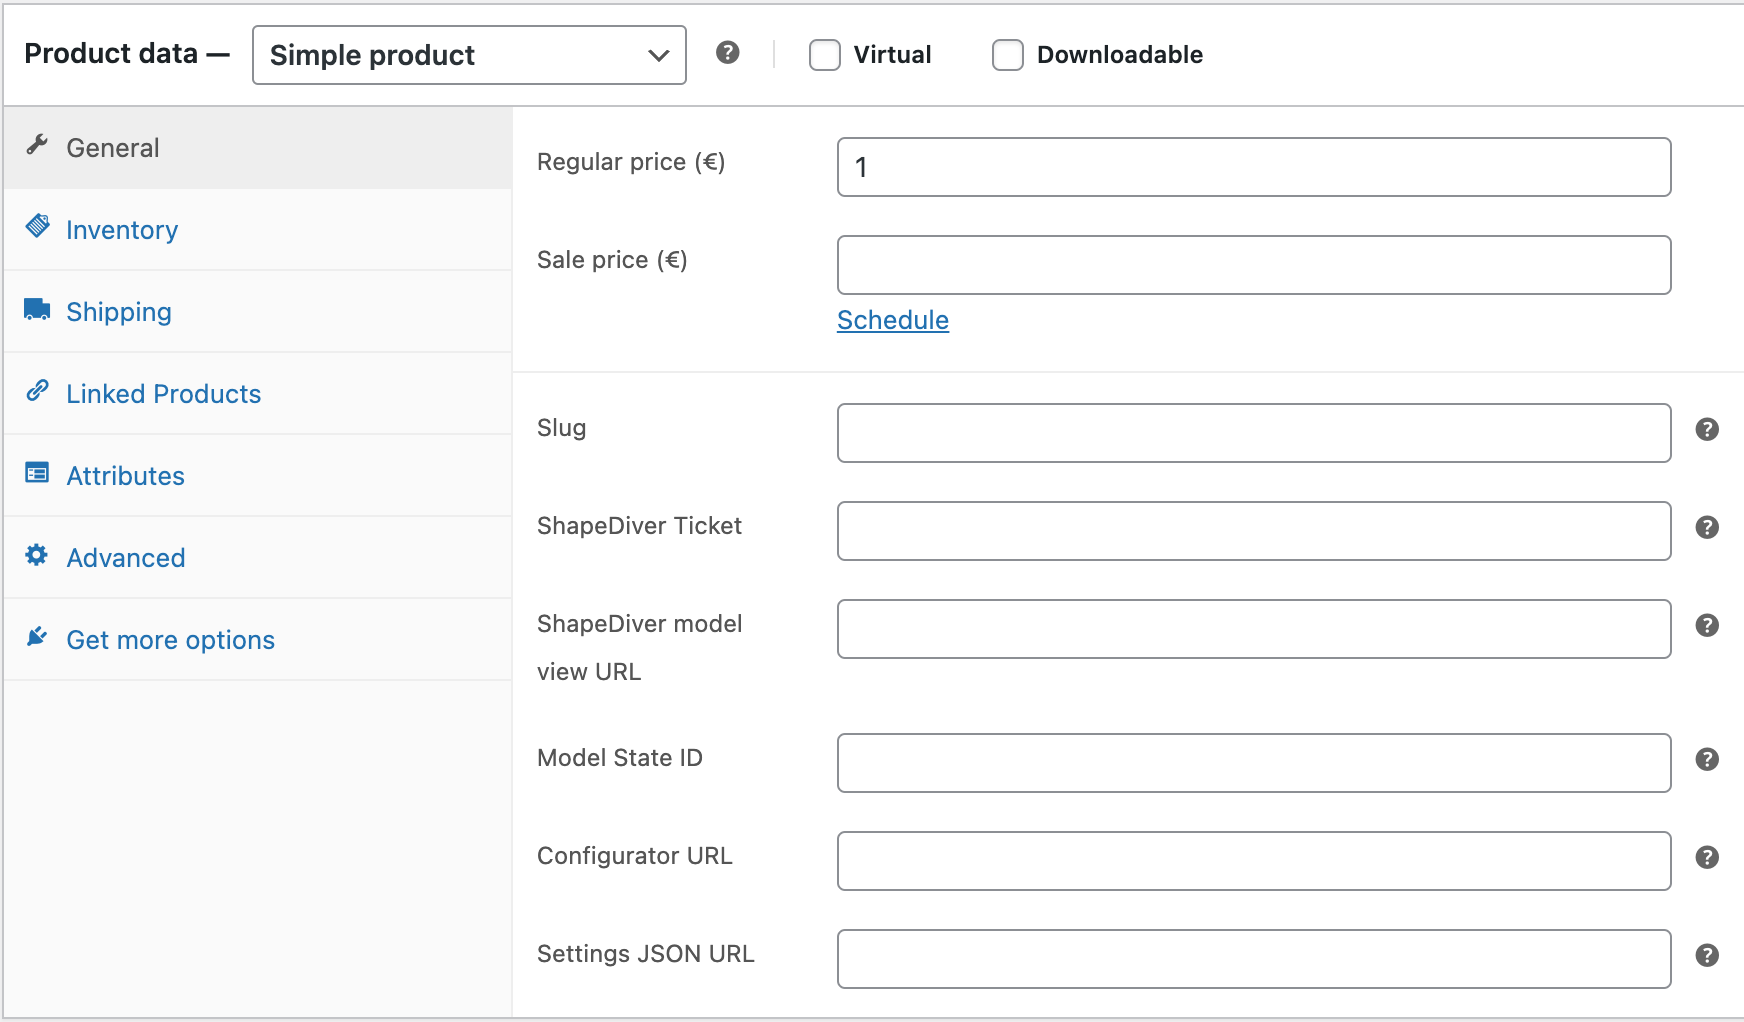 Product data — Simple product Virtual Downloadable
General
Inventory
Shipping
Linked Products
Attributes
Advanced
Get more options
Regular price (€) 1
Sale price (€)
Schedule
Slug
ShapeDiver Ticket
ShapeDiver model
view URL
Model State ID
Configurator URL
Settings JSON URL